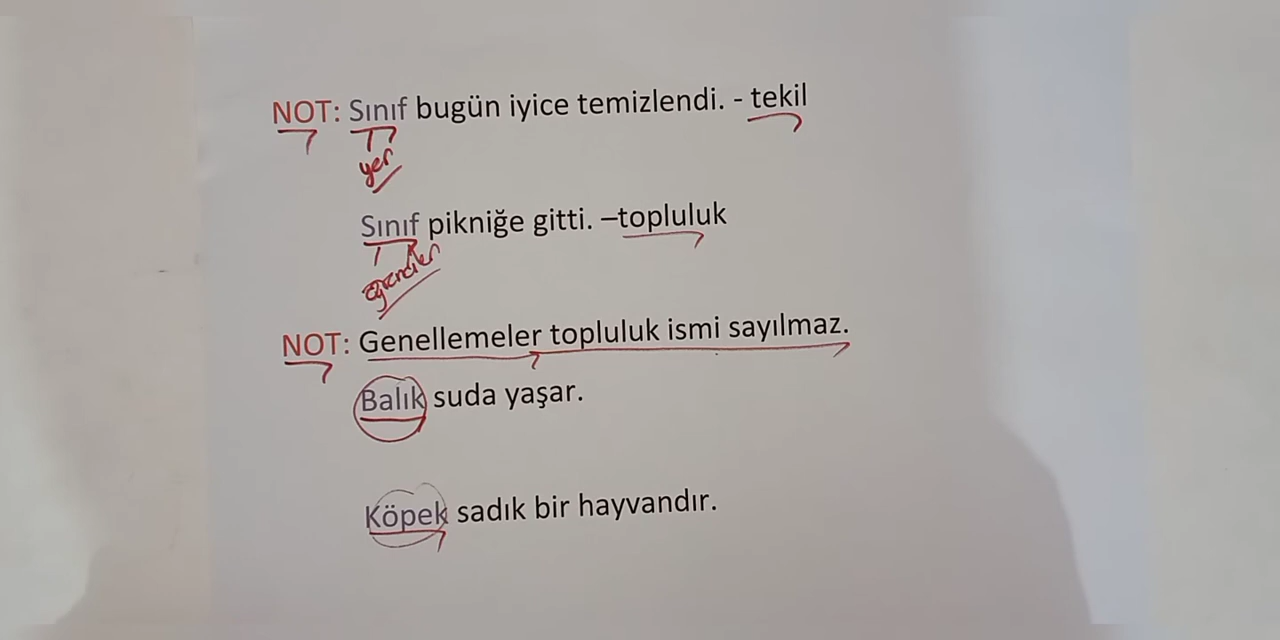 NOT: Sınıf bugün iyice temizlendi. - tekil
yer
Sınıf pikniğe gitti. –topluluk
öğrenciler
NOT: Genellemeler topluluk ismi sayılmaz.
Balık suda yaşar.
Köpek sadık bir hayvandır.